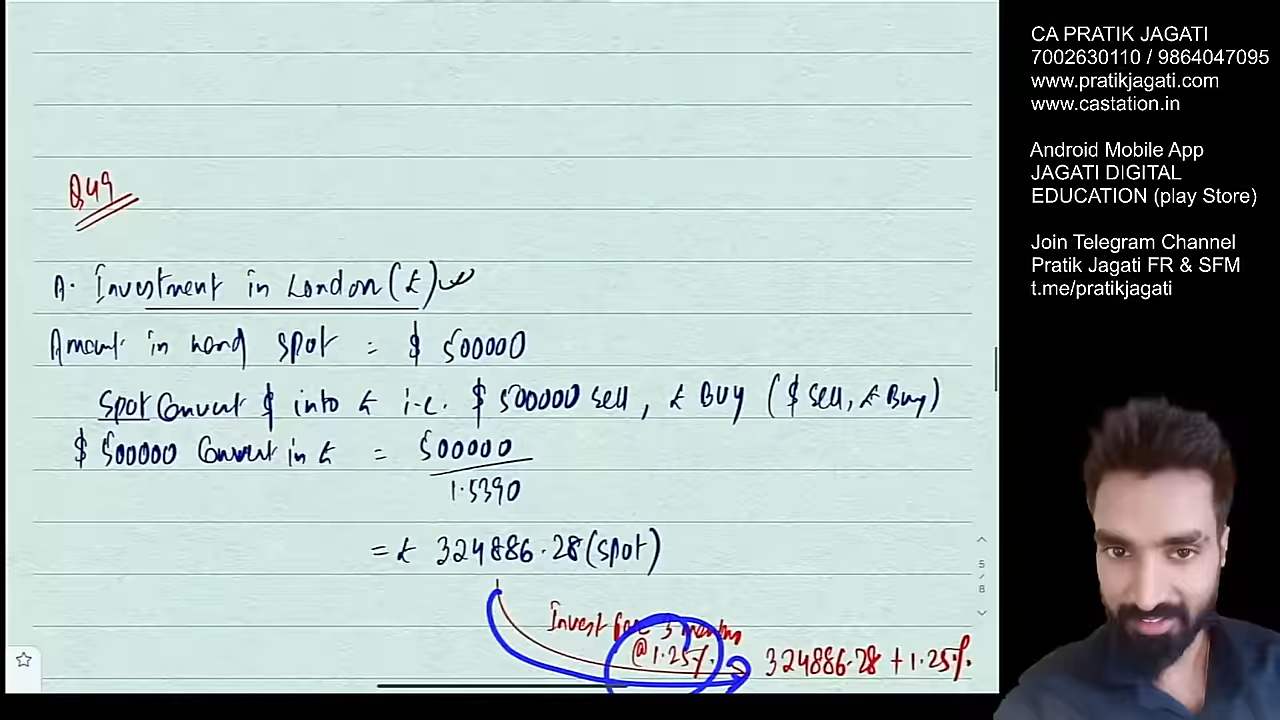 Q49
A. Investment in London (£)
Amount in hand spot = $ 500000
Spot Convert $ into £ i.e. $ 500000 sell, £ Buy ($ sell, £ Buy)
$ 500000 Convert in £ = 500000
1.5390
= £ 324886.28 (spot)
Invest for 3 months
@ 1.25%
324886.28 + 1.25%
5
/
8
CA PRATIK JAGATI
7002630110 / 9864047095
www.pratikjagati.com
www.castation.in
Android Mobile App
JAGATI DIGITAL
EDUCATION (play Store)
Join Telegram Channel
Pratik Jagati FR & SFM
t.me/pratikjagati